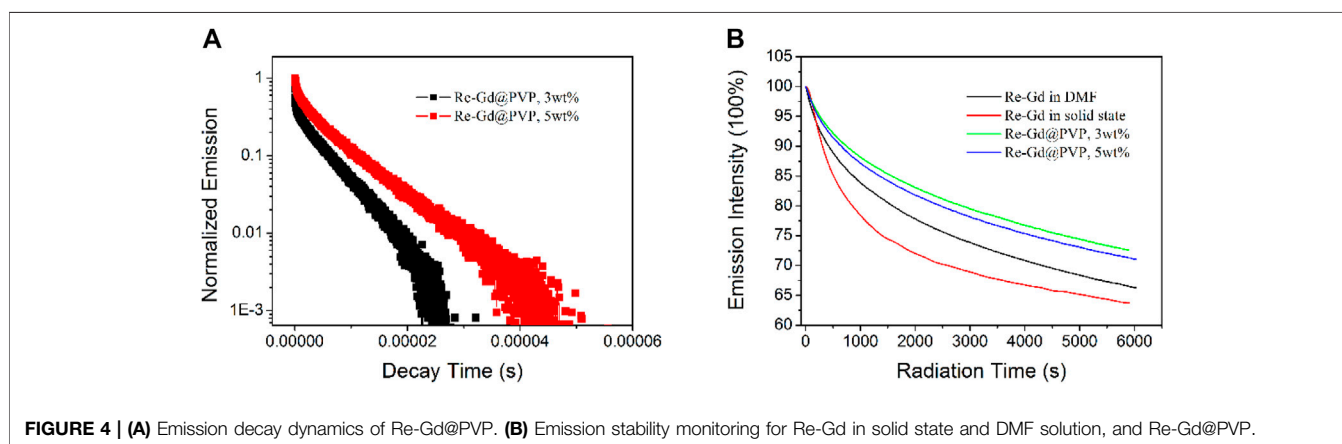 A
Normalized Emission
1
0.1
0.01
1E-3
0.00000
0.00002
0.00004
0.00006
Decay Time (s)
Re-Gd@PVP, 3wt%
Re-Gd@PVP, 5wt%
B
Emission Intensity (100%)
105
100
95
90
85
80
75
70
65
60
0
1000
2000
3000
4000
5000
6000
Radiation Time (s)
Re-Gd in DMF
Re-Gd in solid state
Re-Gd@PVP, 3wt%
Re-Gd@PVP, 5wt%
FIGURE 4 | (A) Emission decay dynamics of Re-Gd@PVP. (B) Emission stability monitoring for Re-Gd in solid state and DMF solution, and Re-Gd@PVP.